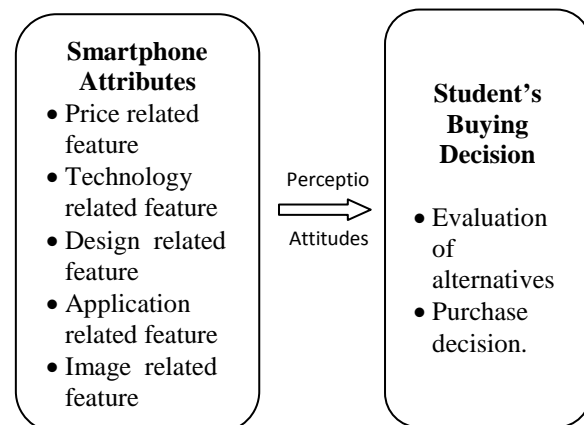 Smartphone
Attributes
• Price related
feature
• Technology
related feature
• Design related
feature
• Application
related feature
• Image related
feature
Perceptio
Attitudes
Student’s
Buying
Decision
• Evaluation
of
alternatives
• Purchase
decision.